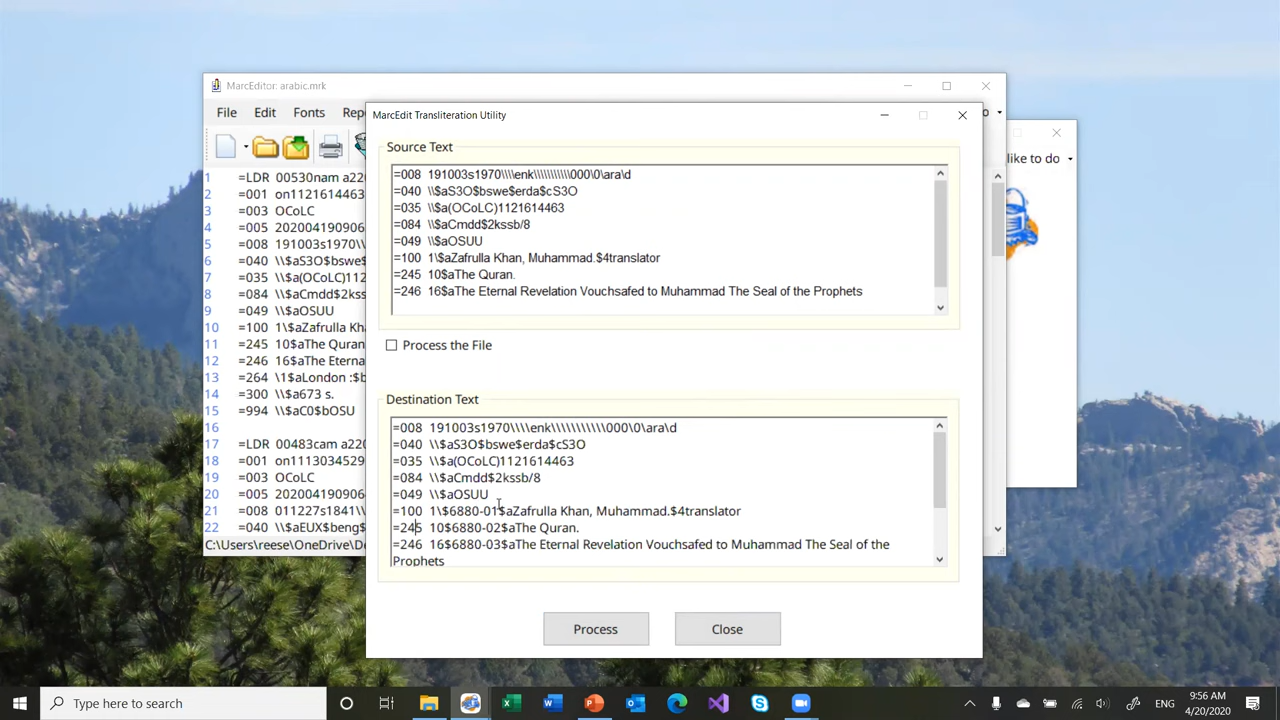 MarcEditor: arabic.mrk
File Edit Fonts Rep
MarcEdit Transliteration Utility
like to do
Source Text
=008  191003s1970\\\\enk\\\\\\\\\\\000\0\ara\d
=040  \\$aS3O$bswe$erda$cS3O
=035  \\$a(OCoLC)1121614463
=084  \\$aCmdd$2kssb/8
=049  \\$aOSUU
=100  1\$aZafrulla Khan, Muhammad.$4translator
=245  10$aThe Quran.
=246  16$aThe Eternal Revelation Vouchsafed to Muhammad The Seal of the Prophets
Process the File
Destination Text
=008  191003s1970\\\\enk\\\\\\\\\\\000\0\ara\d
=040  \\$aS3O$bswe$erda$cS3O
=035  \\$a(OCoLC)1121614463
=084  \\$aCmdd$2kssb/8
=049  \\$aOSUU
=100  1\$6880-01$aZafrulla Khan, Muhammad.$4translator
=245  10$6880-02$aThe Quran.
=246  16$6880-03$aThe Eternal Revelation Vouchsafed to Muhammad The Seal of the
Prophets
Process Close
1 =LDR  00530nam a220
2 =001  on1121614463
3 =003  OCoLC
4 =005  202004190906
5 =008  191003s1970\\
6 =040  \\$aS3O$bswe
7 =035  \\$a(OCoLC)112
8 =084  \\$aCmdd$2kss
9 =049  \\$aOSUU
10 =100  1\$aZafrulla Kha
11 =245  10$aThe Quran
12 =246  16$aThe Eterna
13 =264  \1$aLondon :$b
14 =300  \\$a673 s.
15 =994  \\$aC0$bOSU
16
17 =LDR  00483cam a220
18 =001  on1113034529
19 =003  OCoLC
20 =005  202004190906
21 =008  011227s1841\\
22 =040  \\$aEUX$beng$
C:\Users\reese\OneDrive\De
Type here to search
ENG
9:56 AM
4/20/2020